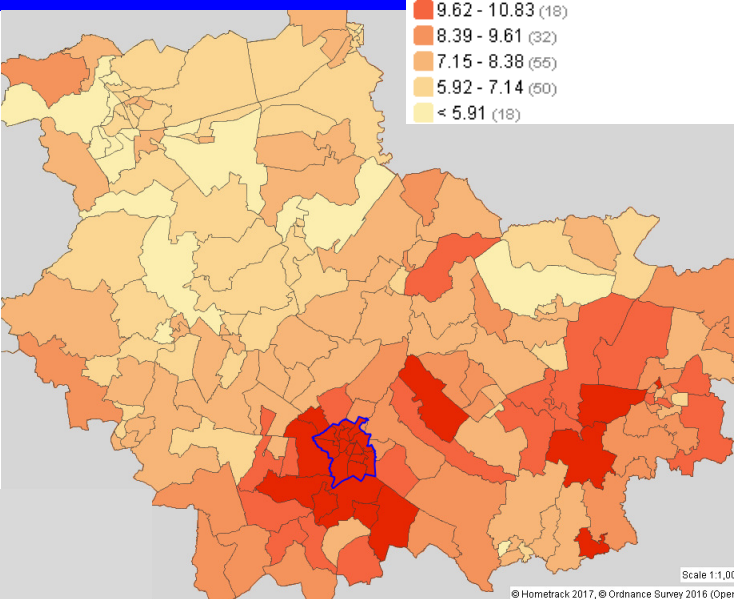 9.62 - 10.83 (18)
8.39 - 9.61 (32)
7.15 - 8.38 (55)
5.92 - 7.14 (50)
< 5.91 (18)
Scale 1:1,00
© Hometrack 2017, © Ordnance Survey 2016 (Oper